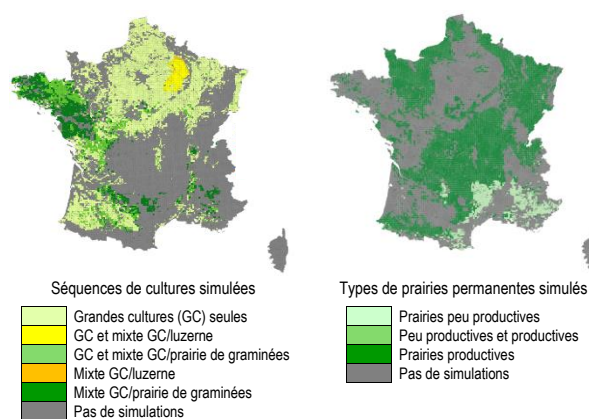 Séquences de cultures simulées
Grandes cultures (GC) seules
GC et mixte GC/luzerne
GC et mixte GC/prairie de graminées
Mixte GC/luzerne
Mixte GC/prairie de graminées
Pas de simulations
Types de prairies permanentes simulés
Prairies peu productives
Peu productives et productives
Prairies productives
Pas de simulations